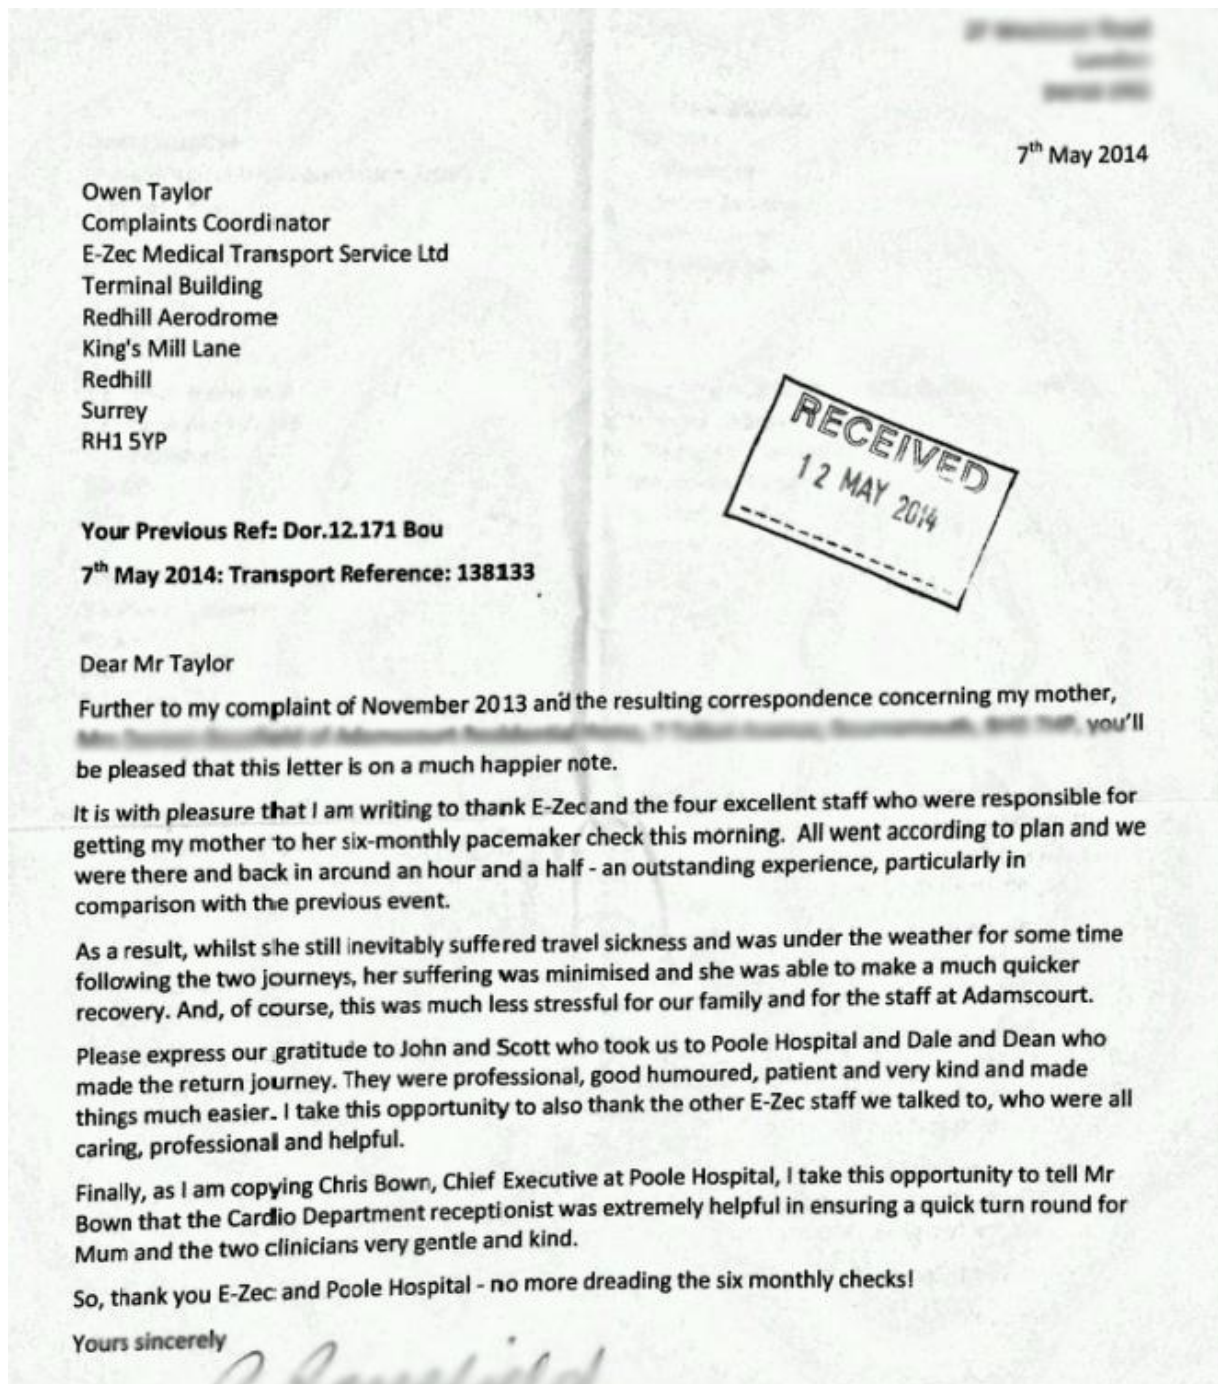 7th May 2014
Owen Taylor
Complaints Coordinator
E-Zec Medical Transport Service Ltd
Terminal Building
Redhill Aerodrome
King's Mill Lane
Redhill
Surrey
RH1 5YP
RECEIVED
12 MAY 2014
Your Previous Ref: Dor.12.171 Bou
7th May 2014: Transport Reference: 138133
Dear Mr Taylor
Further to my complaint of November 2013 and the resulting correspondence concerning my mother,
you'll
be pleased that this letter is on a much happier note.
It is with pleasure that I am writing to thank E-Zec and the four excellent staff who were responsible for
getting my mother to her six-monthly pacemaker check this morning. All went according to plan and we
were there and back in around an hour and a half - an outstanding experience, particularly in
comparison with the previous event.
As a result, whilst she still inevitably suffered travel sickness and was under the weather for some time
following the two journeys, her suffering was minimised and she was able to make a much quicker
recovery. And, of course, this was much less stressful for our family and for the staff at Adamscourt.
Please express our gratitude to John and Scott who took us to Poole Hospital and Dale and Dean who
made the return journey. They were professional, good humoured, patient and very kind and made
things much easier. I take this opportunity to also thank the other E-Zec staff we talked to, who were all
caring, professional and helpful.
Finally, as I am copying Chris Bown, Chief Executive at Poole Hospital, I take this opportunity to tell Mr
Bown that the Cardio Department receptionist was extremely helpful in ensuring a quick turn round for
Mum and the two clinicians very gentle and kind.
So, thank you E-Zec and Poole Hospital - no more dreading the six monthly checks!
Yours sincerely